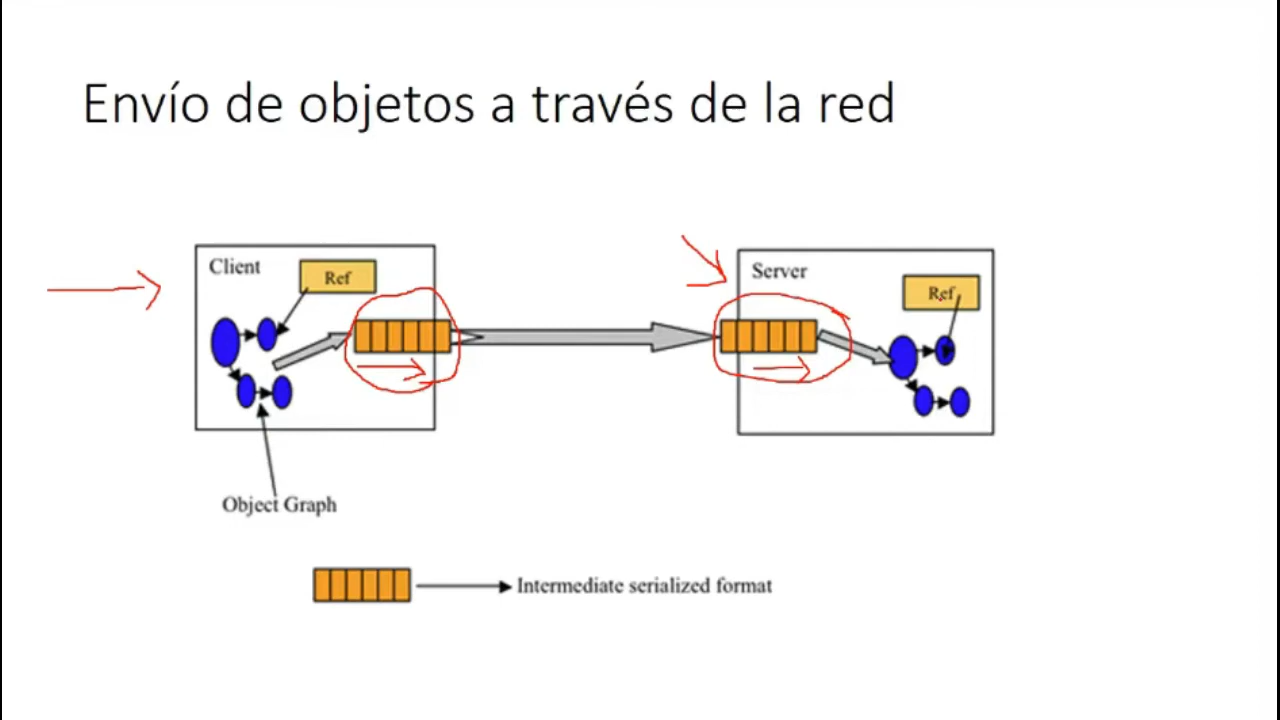 Envío de objetos a través de la red
Client
Ref
Server
Ref
Object Graph
Intermediate serialized format